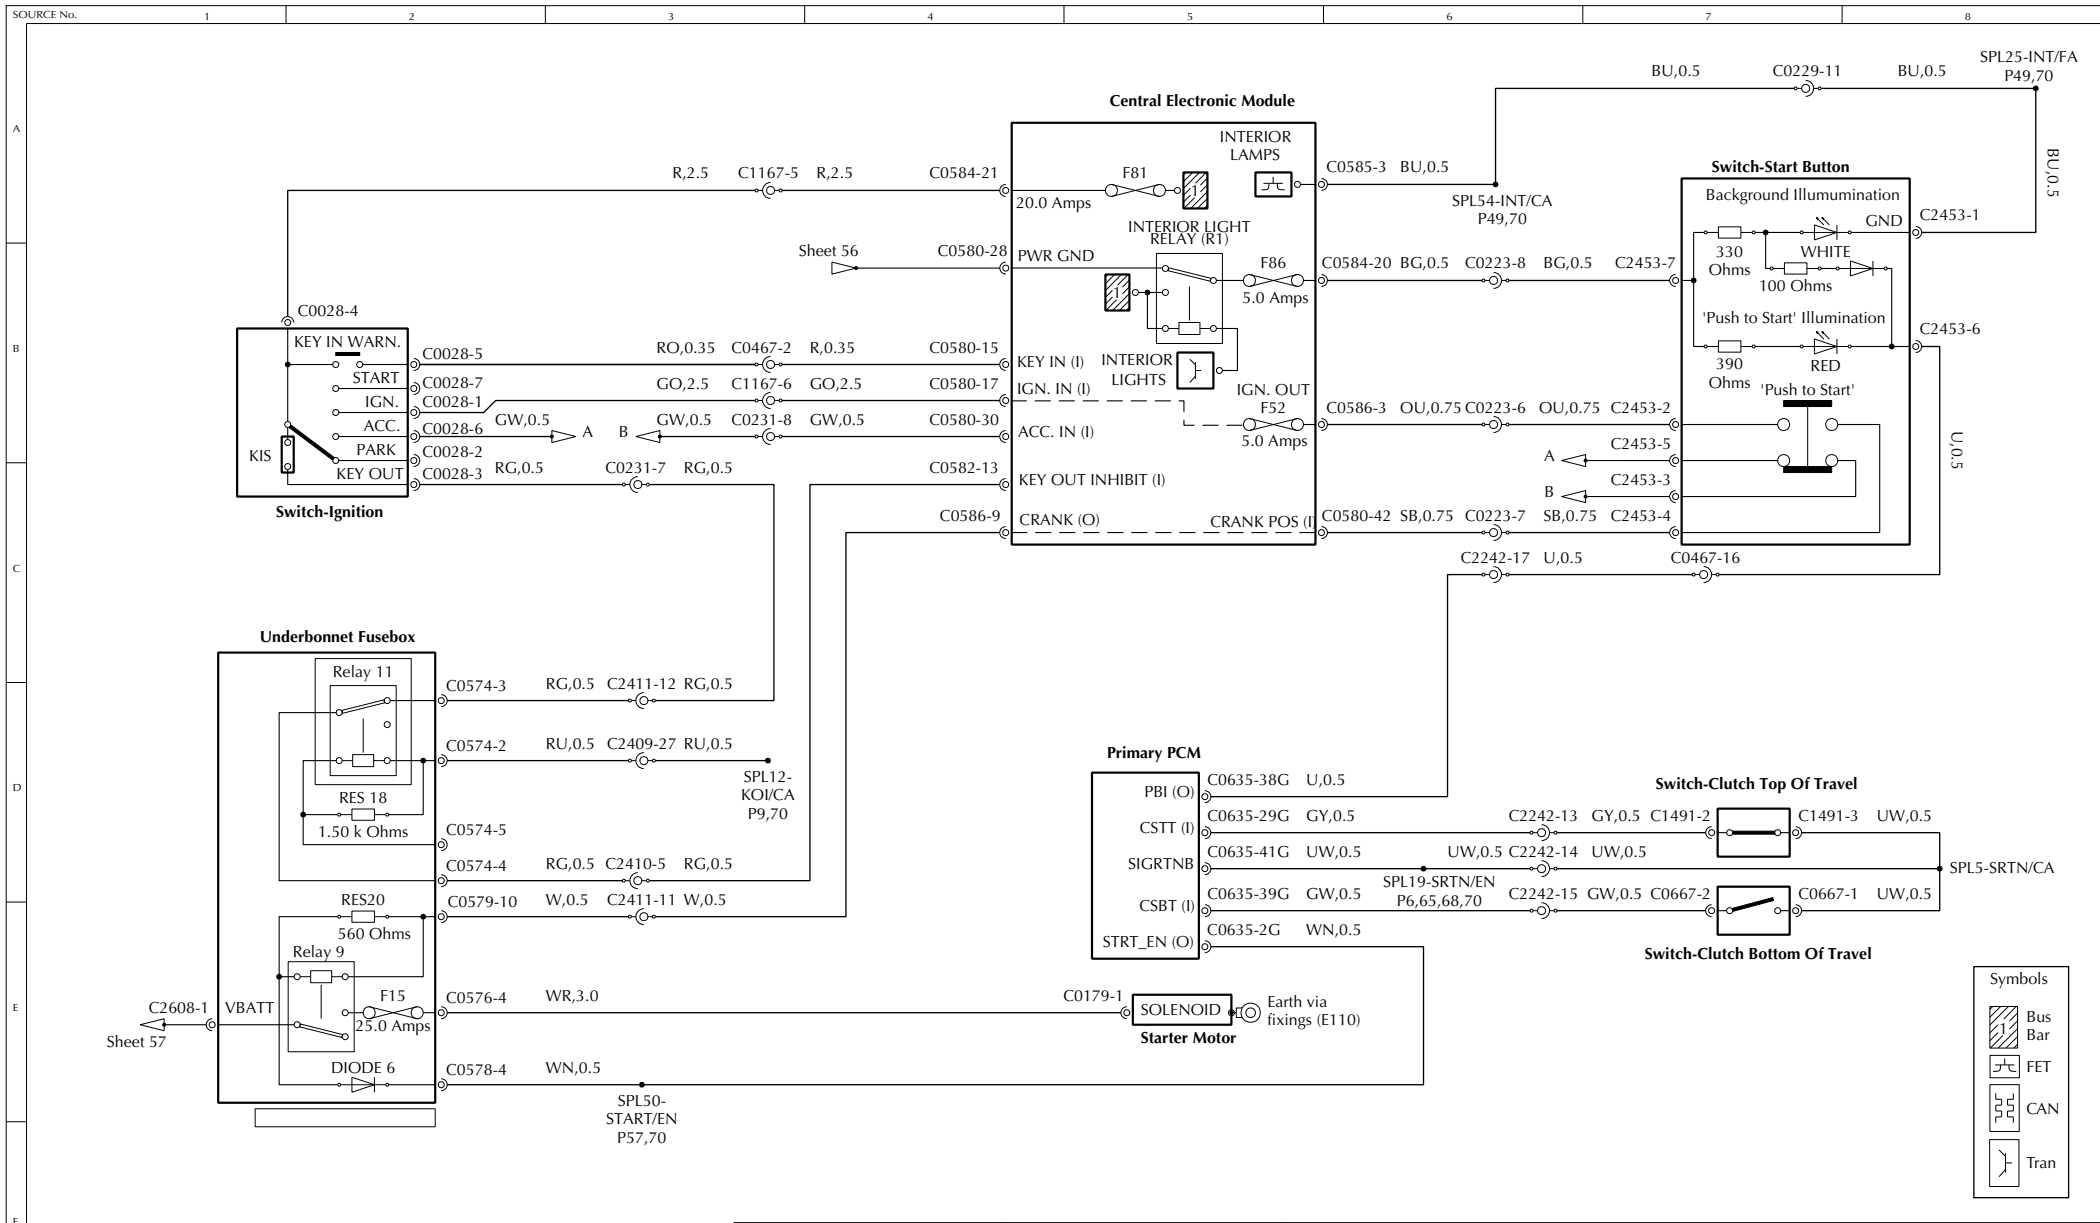 SOURCE No.
1 2 3 4 5 6 7 8
A
B
C
D
E
F
SPL25-INT/FA
P49,70
BU,0.5 C0229-11 BU,0.5
BU,0.5
Central Electronic Module
INTERIOR
LAMPS
C0585-3 BU,0.5
SPL54-INT/CA
P49,70
R,2.5 C1167-5 R,2.5 C0584-21
F81
20.0 Amps
1
INTERIOR LIGHT
RELAY (R1)
Sheet 56
C0580-28
PWR GND
1
F86
5.0 Amps
C0584-20 BG,0.5 C0223-8 BG,0.5 C2453-7
Switch-Start Button
Background Illumumination
GND
C2453-1
330
Ohms
WHITE
100 Ohms
'Push to Start' Illumination
C2453-6
390
Ohms
RED
'Push to Start'
U,0.5
C0028-4
KEY IN WARN.
START
IGN.
ACC.
PARK
KEY OUT
KIS
Switch-Ignition
C0028-5
C0028-7
C0028-1
C0028-6
C0028-2
C0028-3
RO,0.35 C0467-2 R,0.35 C0580-15
KEY IN (I)
GO,2.5 C1167-6 GO,2.5 C0580-17
IGN. IN (I)
GW,0.5 A B GW,0.5 C0231-8 GW,0.5 C0580-30
ACC. IN (I)
RG,0.5 C0231-7 RG,0.5
C0582-13
KEY OUT INHIBIT (I)
C0586-9
CRANK (O)
CRANK POS (I)
INTERIOR
LIGHTS
IGN. OUT
F52
5.0 Amps
C0586-3 OU,0.75 C0223-6 OU,0.75 C2453-2
A
C2453-5
B
C2453-3
C0580-42 SB,0.75 C0223-7 SB,0.75 C2453-4
C2242-17 U,0.5 C0467-16
Underbonnet Fusebox
Relay 11
C0574-3 RG,0.5 C2411-12 RG,0.5
C0574-2 RU,0.5 C2409-27 RU,0.5
SPL12-
KOI/CA
P9,70
RES 18
1.50 k Ohms
C0574-5
C0574-4 RG,0.5 C2410-5 RG,0.5
RES20
560 Ohms
C0579-10 W,0.5 C2411-11 W,0.5
Relay 9
C2608-1 VBATT
Sheet 57
F15
25.0 Amps
C0576-4 WR,3.0
DIODE 6
C0578-4 WN,0.5
SPL50-
START/EN
P57,70
Primary PCM
PBI (O)
CSTT (I)
SIGRTNB
CSBT (I)
STRT_EN (O)
C0635-38G U,0.5
C0635-29G GY,0.5
C0635-41G UW,0.5
C0635-39G GW,0.5
C0635-2G WN,0.5
Switch-Clutch Top Of Travel
C2242-13 GY,0.5 C1491-2
C1491-3 UW,0.5
UW,0.5 C2242-14 UW,0.5
SPL5-SRTN/CA
SPL19-SRTN/EN
P6,65,68,70
C2242-15 GW,0.5 C0667-2
C0667-1 UW,0.5
Switch-Clutch Bottom Of Travel
C0179-1
SOLENOID
Starter Motor
Earth via
fixings (E110)
Symbols
1
Bus
Bar
FET
CAN
Tran